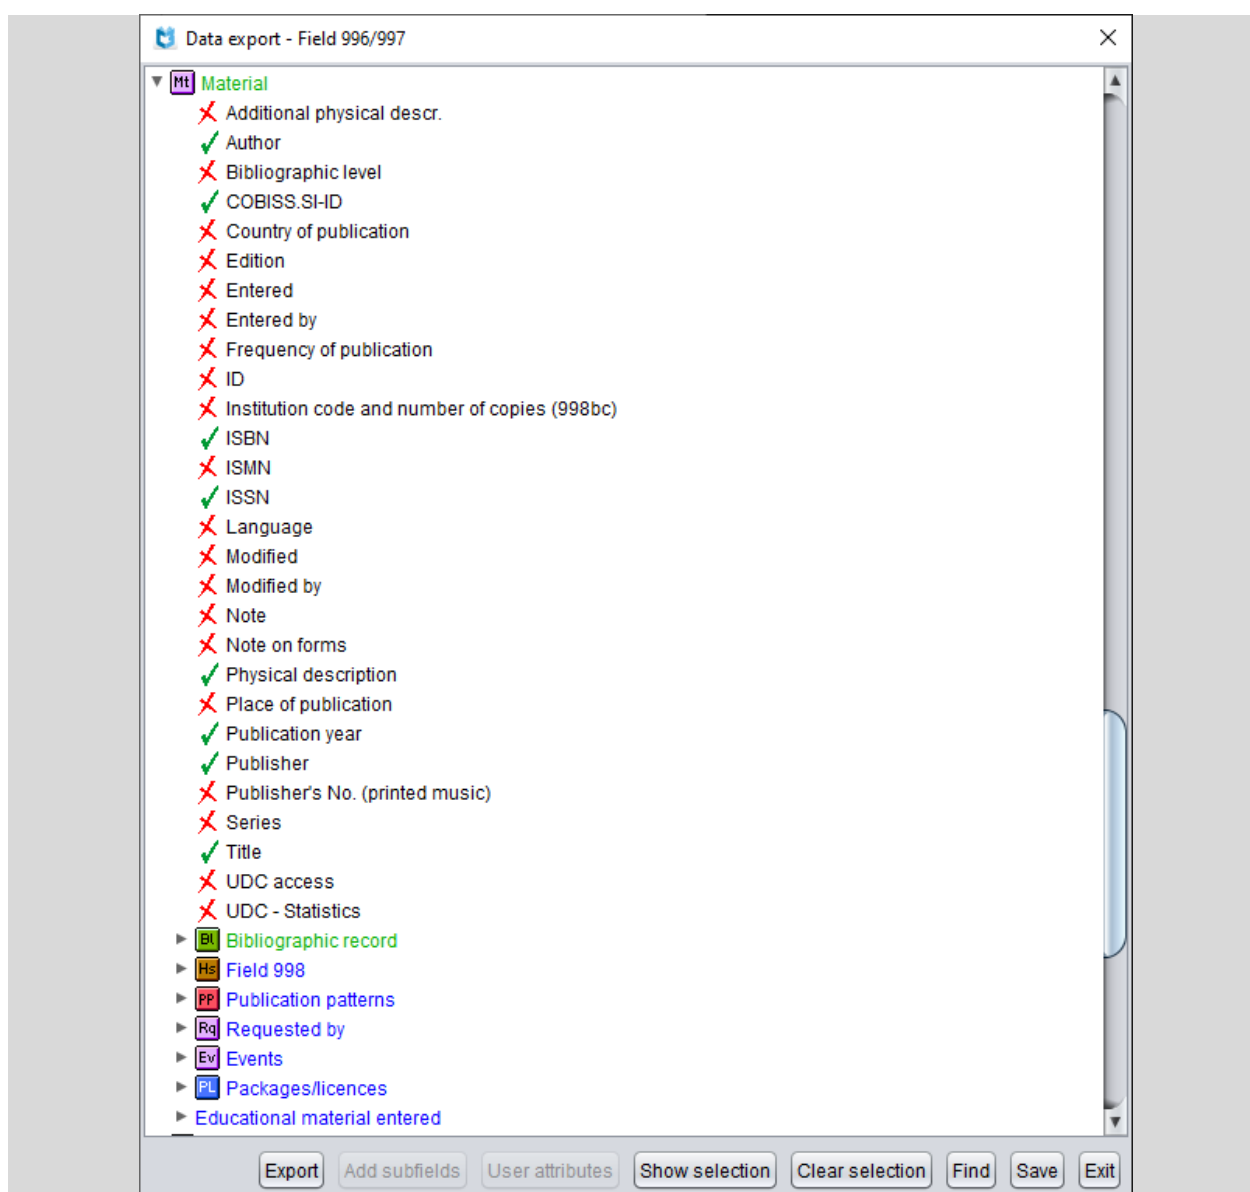 Data export - Field 996/997
Mt Material
Additional physical descr.
Author
Bibliographic level
COBISS.SI-ID
Country of publication
Edition
Entered
Entered by
Frequency of publication
ID
Institution code and number of copies (998bc)
ISBN
ISMN
ISSN
Language
Modified
Modified by
Note
Note on forms
Physical description
Place of publication
Publication year
Publisher
Publisher's No. (printed music)
Series
Title
UDC access
UDC - Statistics
Bl Bibliographic record
Hs Field 998
PP Publication patterns
Rq Requested by
Ev Events
PL Packages/licences
Educational material entered
Export Add subfields User attributes Show selection Clear selection Find Save Exit